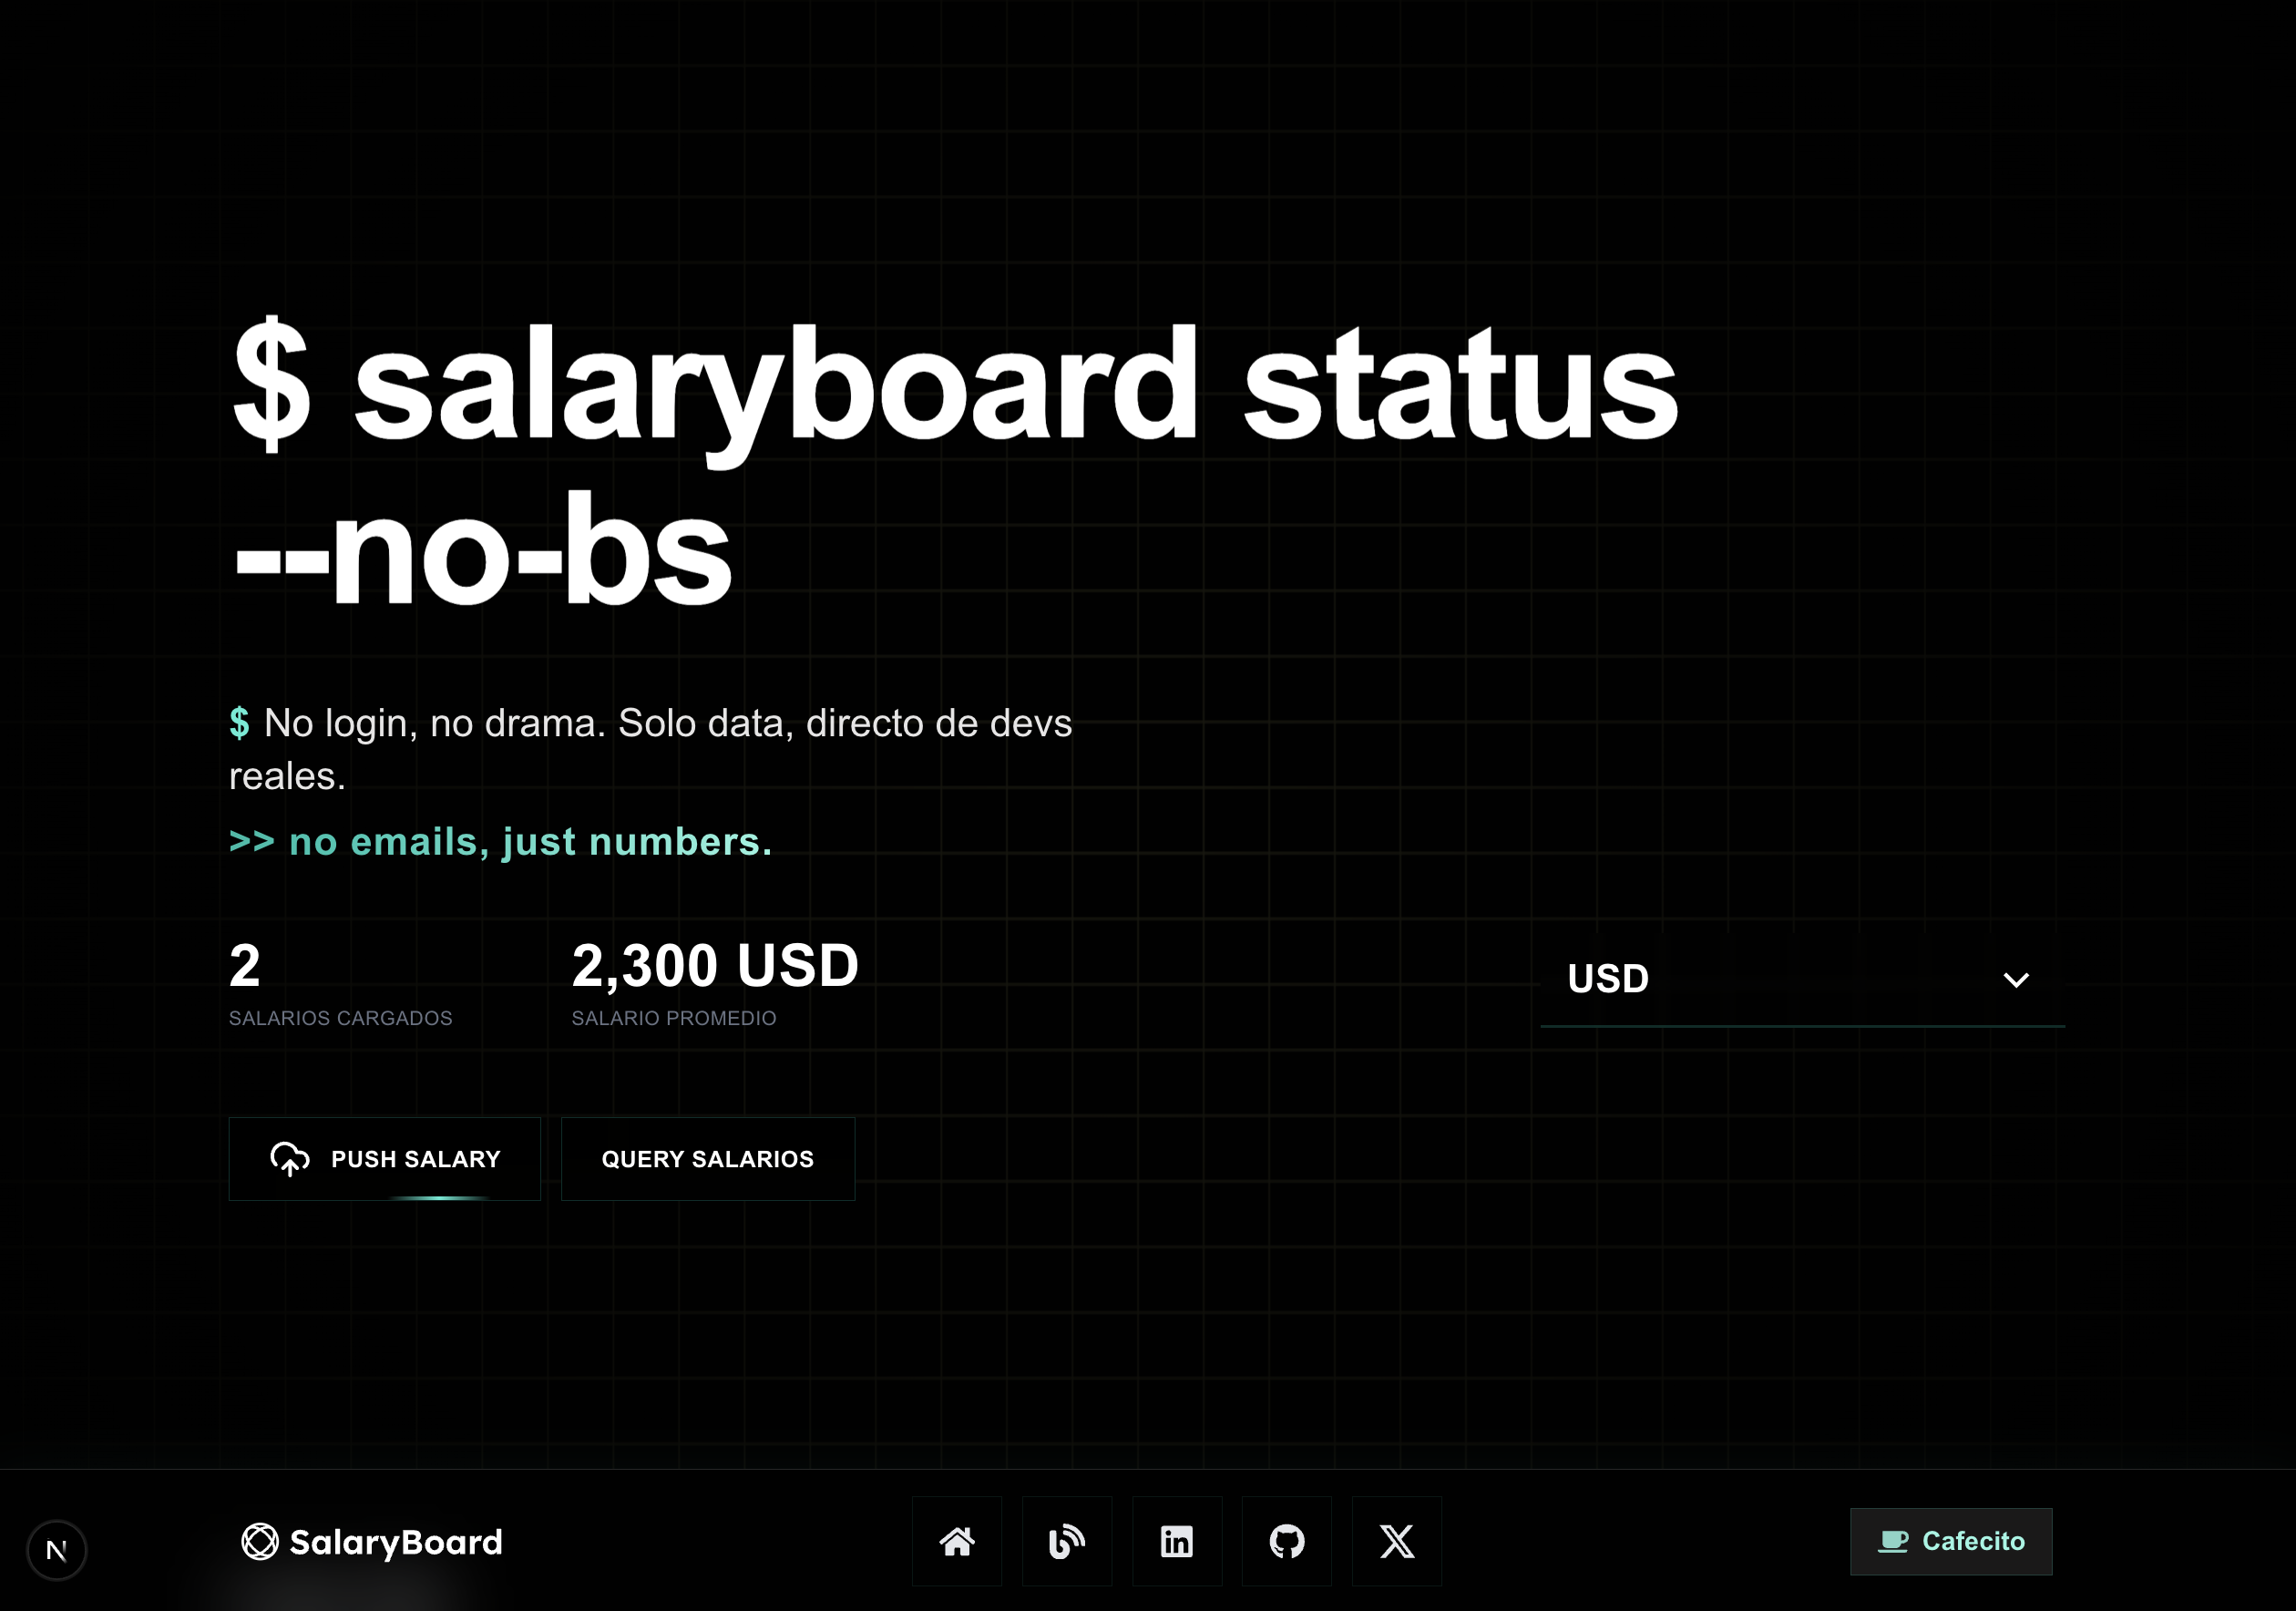 $ salaryboard status
--no-bs
$ No login, no drama. Solo data, directo de devs
reales.
>> no emails, just numbers.
2
SALARIOS CARGADOS
2,300 USD
SALARIO PROMEDIO
USD
PUSH SALARY
QUERY SALARIOS
N
SalaryBoard
in
X
Cafecito